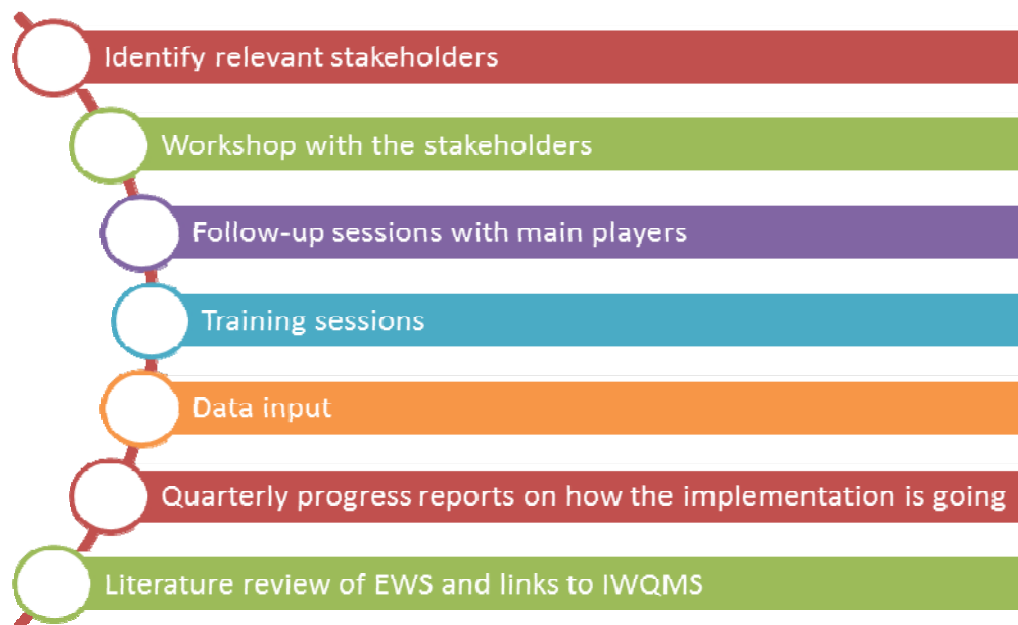 Identify relevant stakeholders
Workshop with the stakeholders
Follow-up sessions with main players
Training sessions
Data input
Quarterly progress reports on how the implementation is going
Literature review of EWS and links to IWQMS